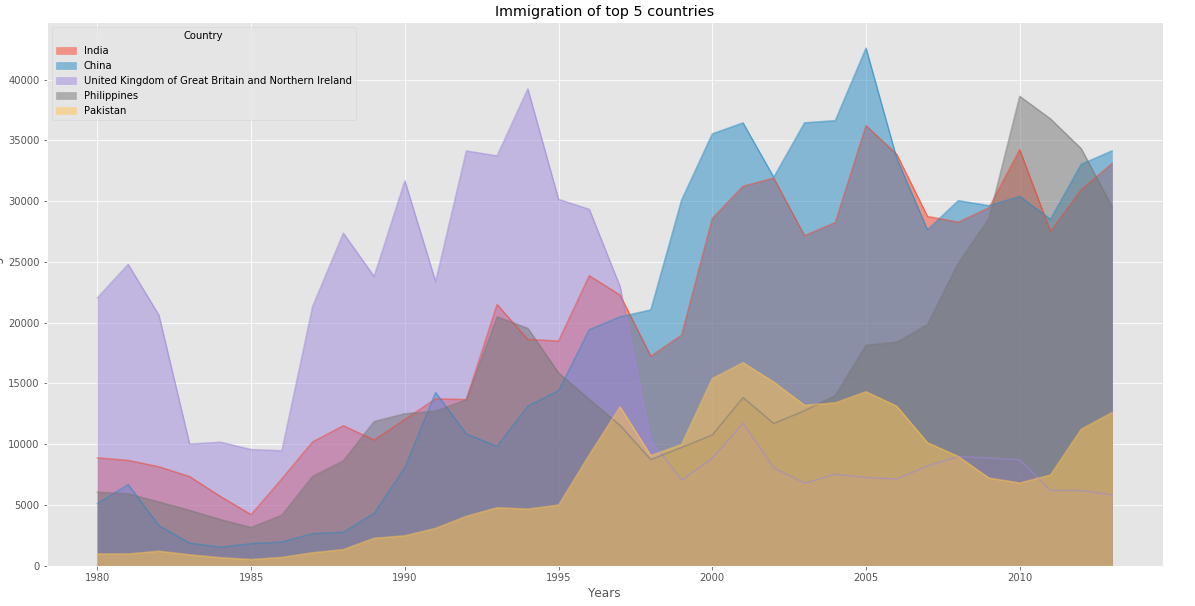 Immigration of top 5 countries
Country
India
China
United Kingdom of Great Britain and Northern Ireland
Philippines
Pakistan
40000
35000
30000
25000
20000
15000
10000
5000
0
1980 1985 1990 1995 2000 2005 2010
Years